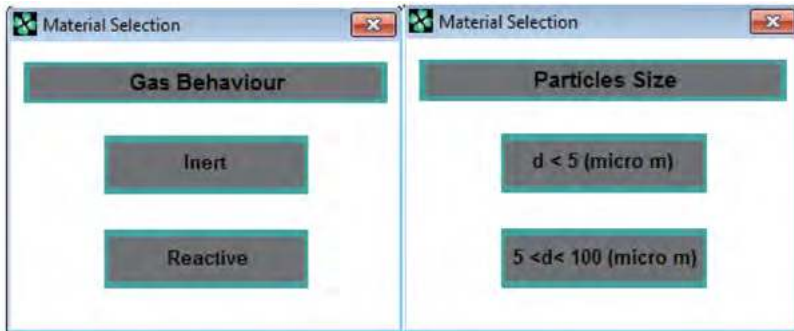 Material Selection
Gas Behaviour
Inert
Reactive
Material Selection
Particles Size
d < 5 (micro m)
5 <d< 100 (micro m)